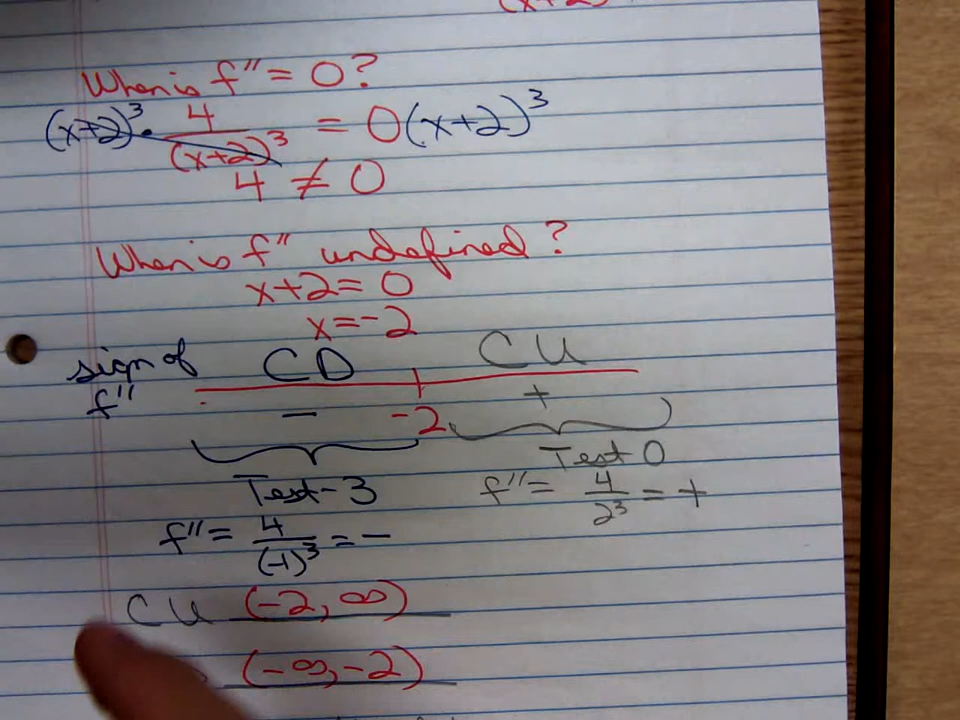 (x+2)
When is f'' = 0?
(x+2)³ · 4/(x+2)³ = 0(x+2)³
4 ≠ 0
When is f'' undefined?
x+2 = 0
x = -2
sign of f''
CD CU
− -2 +
Test -3 Test 0
f'' = 4/(-1)³ = − f'' = 4/2³ = +
CU (-2, ∞)
(-∞, -2)